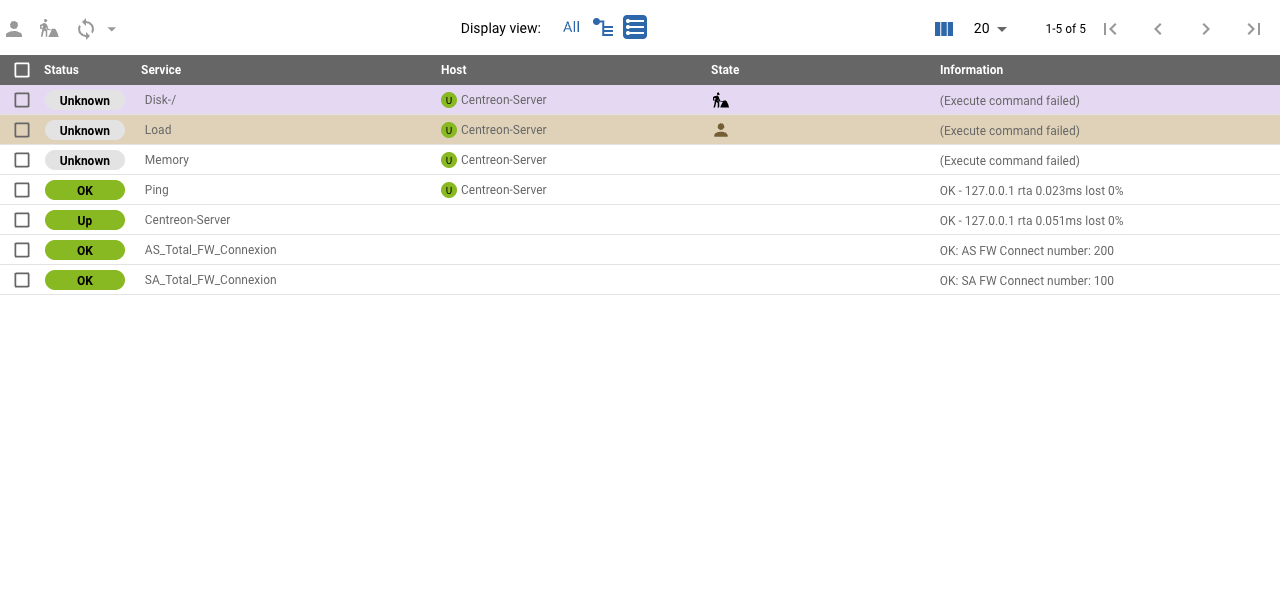 Display view: All 20 1-5 of 5
Status Service Host State Information
Unknown Disk-/ U Centreon-Server (Execute command failed)
Unknown Load U Centreon-Server (Execute command failed)
Unknown Memory U Centreon-Server (Execute command failed)
OK Ping U Centreon-Server OK - 127.0.0.1 rta 0.023ms lost 0%
Up Centreon-Server OK - 127.0.0.1 rta 0.051ms lost 0%
OK AS_Total_FW_Connexion OK: AS FW Connect number: 200
OK SA_Total_FW_Connexion OK: SA FW Connect number: 100